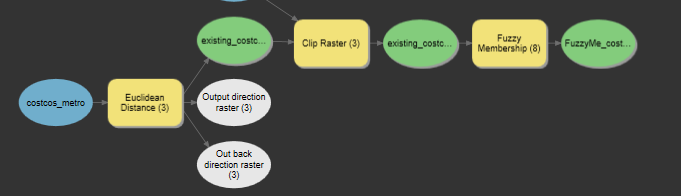 existing_costc...
Clip Raster (3)
existing_costc...
Fuzzy
Membership (8)
FuzzyMe_cost...
costcos_metro
Euclidean
Distance (3)
Output direction
raster (3)
Out back
direction raster
(3)